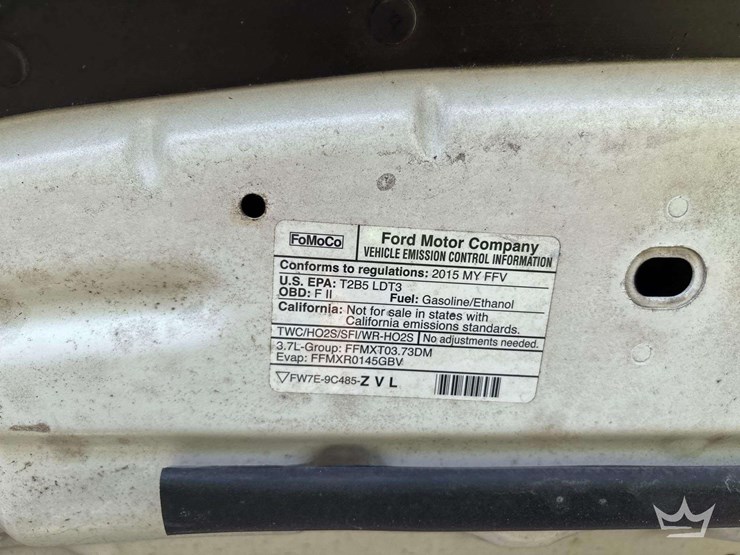 FoMoCo
Ford Motor Company
VEHICLE EMISSION CONTROL INFORMATION
Conforms to regulations: 2015 MY FFV
U.S. EPA: T2B5 LDT3
OBD: F II Fuel: Gasoline/Ethanol
California: Not for sale in states with
California emissions standards.
TWC/HO2S/SFI/WR-HO2S No adjustments needed.
3.7L-Group: FFMXT03.73DM
Evap: FFMXR0145GBV
FW7E-9C485-Z V L